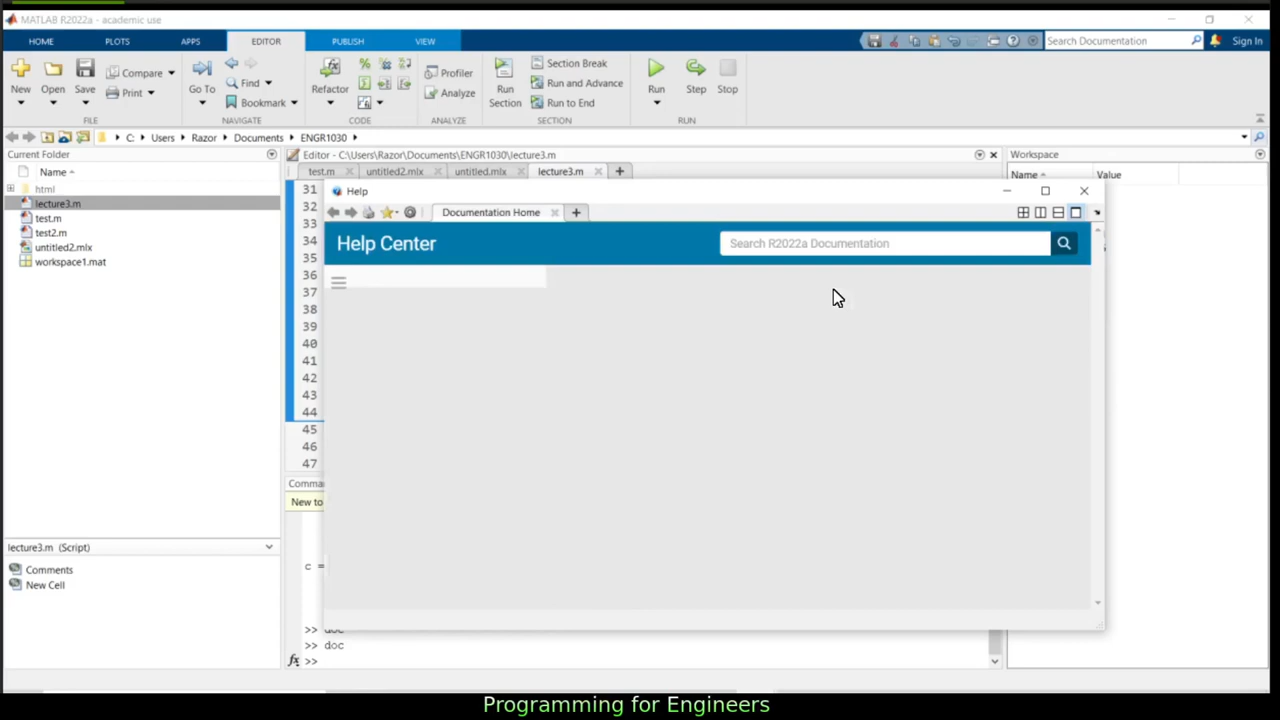 MATLAB R2022a - academic use
HOME PLOTS APPS EDITOR PUBLISH VIEW
Search Documentation
Sign In
New Open Save
Compare
Print
FILE
Go To
Find
Bookmark
NAVIGATE
Refactor
CODE
Profiler
Analyze
ANALYZE
Run Section
Section Break
Run and Advance
Run to End
SECTION
Run Step Stop
RUN
C: Users Razor Documents ENGR1030
Current Folder
Name
html
lecture3.m
test.m
test2.m
untitled2.mlx
workspace1.mat
lecture3.m (Script)
Comments
New Cell
Editor - C:\Users\Razor\Documents\ENGR1030\lecture3.m
test.m untitled2.mlx untitled.mlx lecture3.m
31
32
33
34
35
36
37
38
39
40
41
42
43
44
45
46
47
Help
Documentation Home
Help Center
Search R2022a Documentation
Comma
New to
c =
>> doc
>> doc
fx >>
Workspace
Name Value
Programming for Engineers